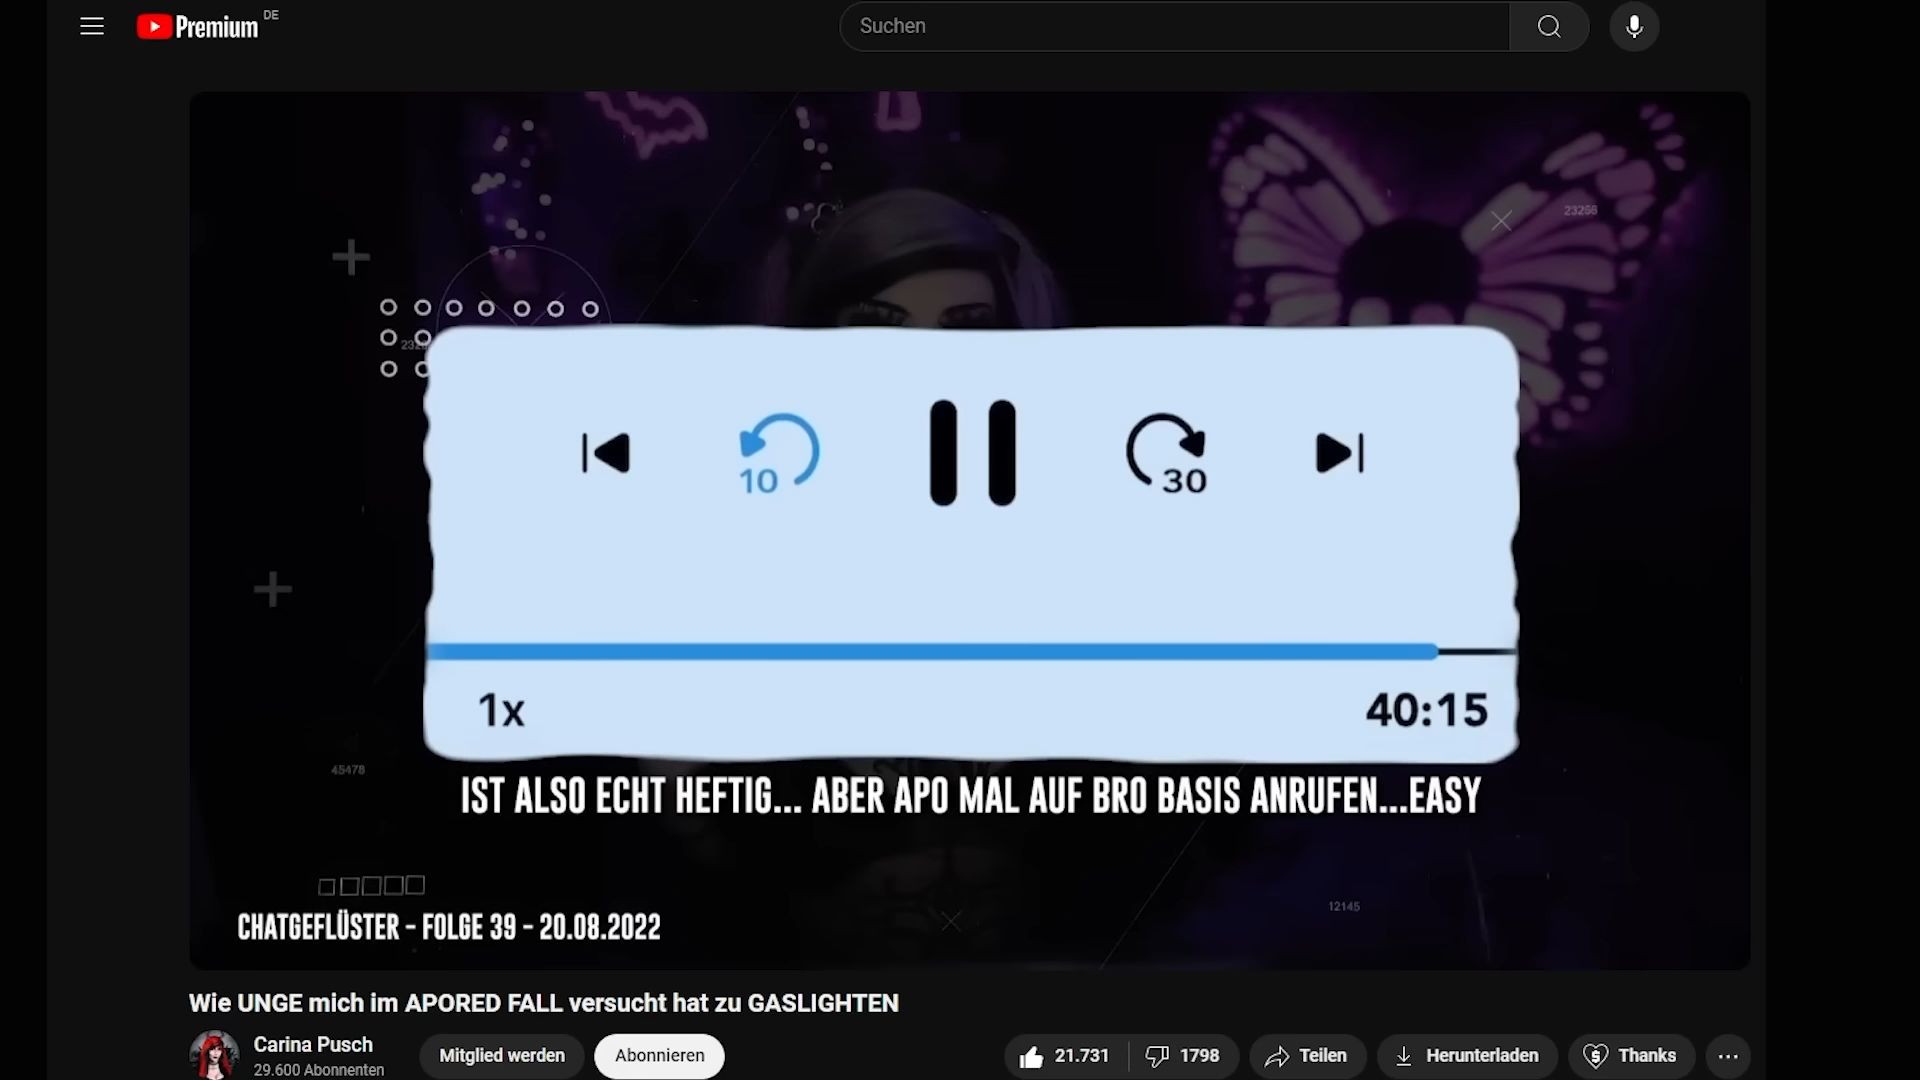 Premium DE
Suchen
23266
10
30
1x
40:15
45478
IST ALSO ECHT HEFTIG... ABER APO MAL AUF BRO BASIS ANRUFEN...EASY
12145
CHATGEFLÜSTER - FOLGE 39 - 20.08.2022
Wie UNGE mich im APORED FALL versucht hat zu GASLIGHTEN
Carina Pusch
29.600 Abonnenten
Mitglied werden
Abonnieren
21.731
1798
Teilen
Herunterladen
Thanks